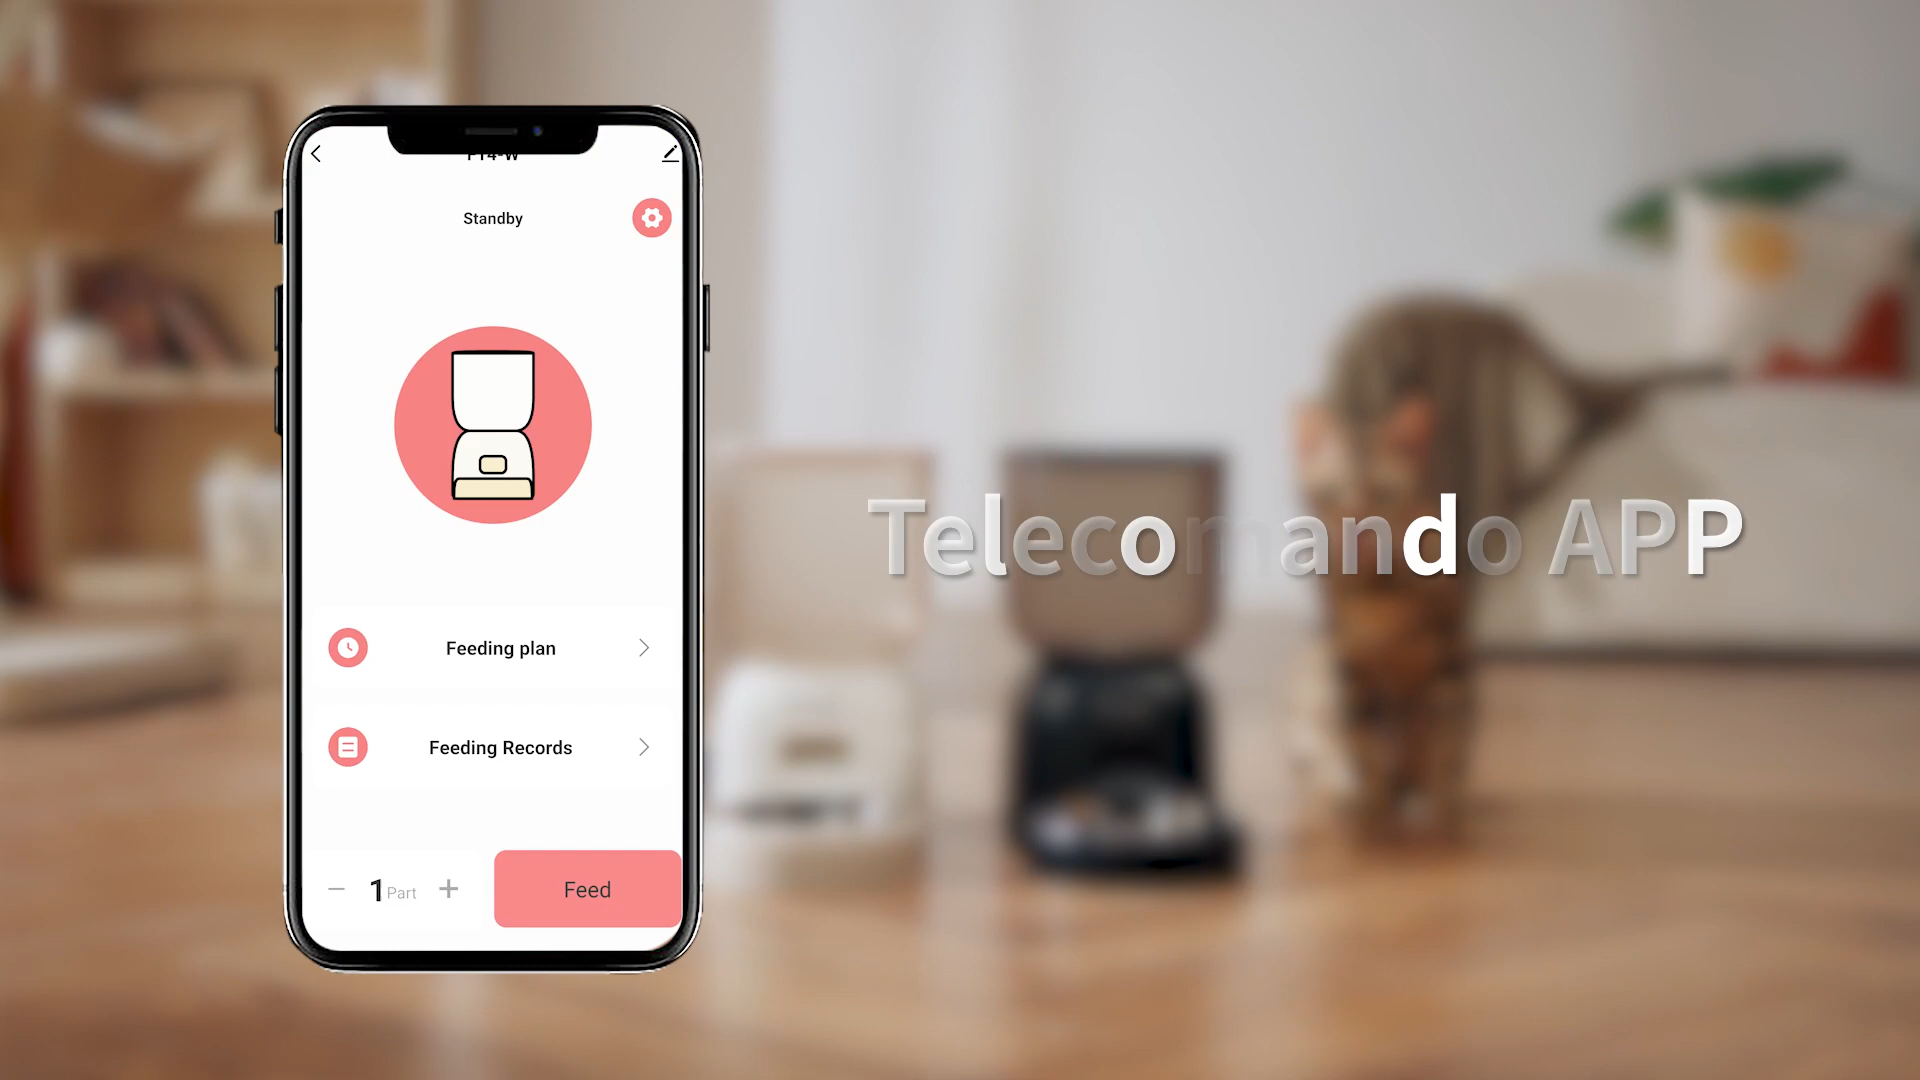 Standby
Feeding plan
Feeding Records
1 Part
Feed
Telecomando APP